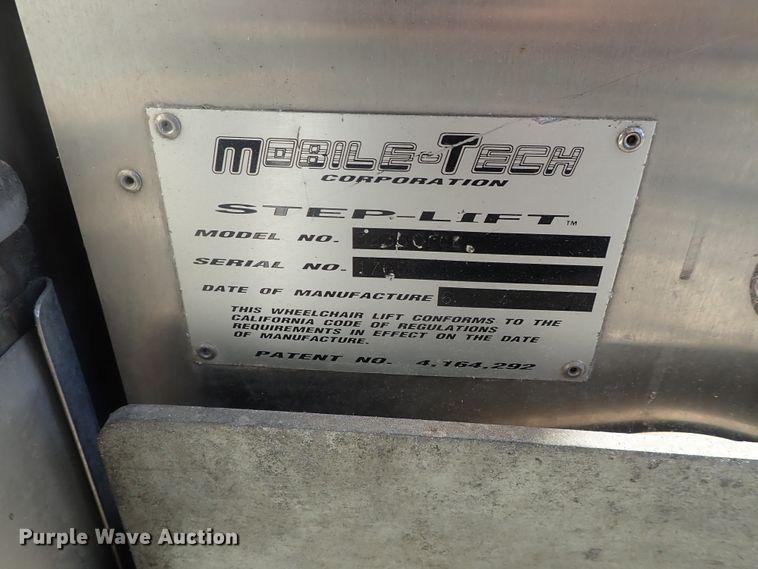 MOBILE-TECH
CORPORATION
STEP-LIFT™
MODEL NO.
SERIAL NO.
DATE OF MANUFACTURE
THIS WHEELCHAIR LIFT CONFORMS TO THE
CALIFORNIA CODE OF REGULATIONS
REQUIREMENTS IN EFFECT ON THE DATE
OF MANUFACTURE.
PATENT NO. 4,164,292
Purple Wave Auction